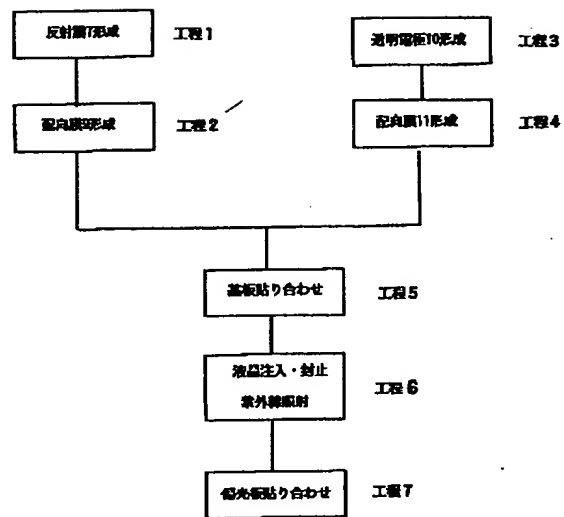 反射膜7形成
工程1
透明電極10形成
工程3
配向膜9形成
工程2
配向膜11形成
工程4
基板貼り合わせ
工程5
液晶注入・封止
紫外線照射
工程6
偏光板貼り合わせ
工程7